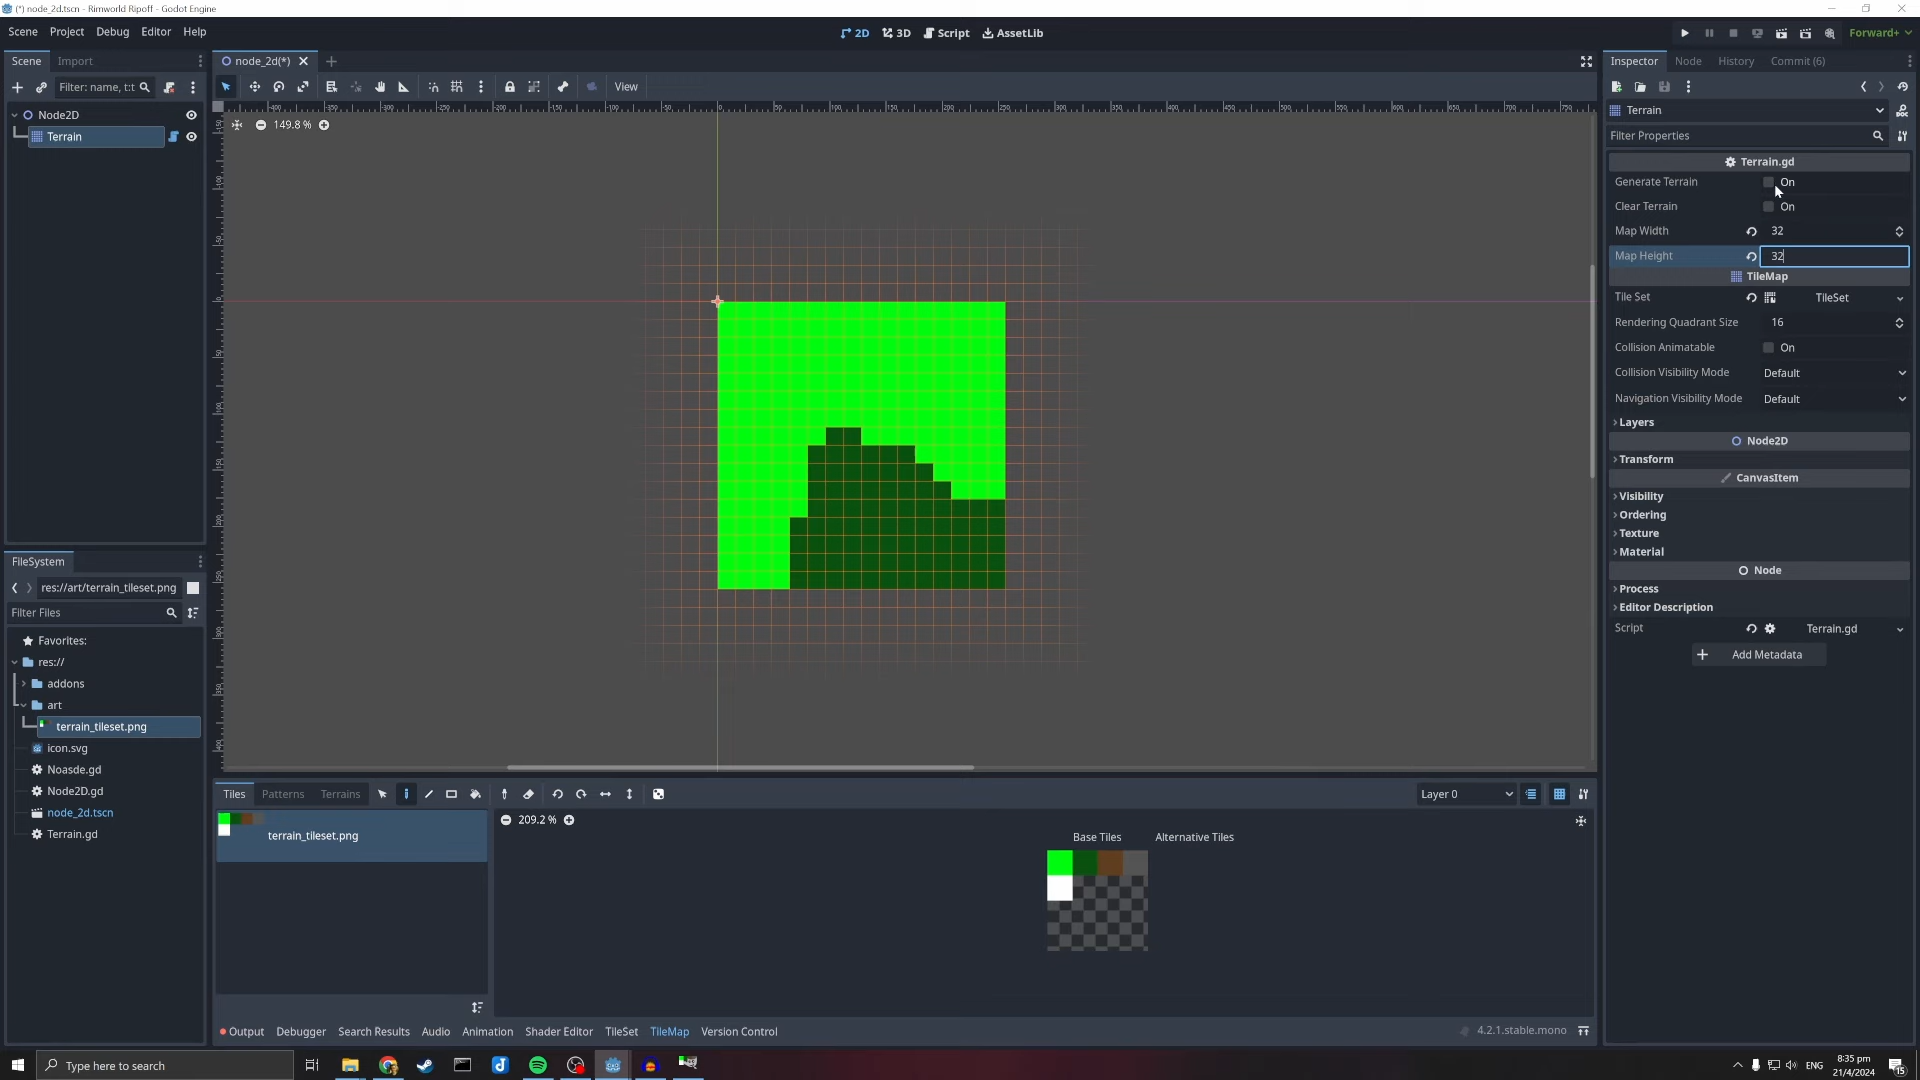 (*) node_2d.tscn - Rimworld Ripoff - Godot Engine
Scene Project Debug Editor Help
2D 3D Script AssetLib
Forward+
Scene Import
node_2d(*)
Inspector Node History Commit (6)
Filter: name, t:t
View
Node2D
Terrain
149.8 %
Terrain
Filter Properties
Terrain.gd
Generate Terrain On
Clear Terrain On
Map Width 32
Map Height 32
TileMap
Tile Set TileSet
Rendering Quadrant Size 16
Collision Animatable On
Collision Visibility Mode Default
Navigation Visibility Mode Default
Layers
Node2D
Transform
CanvasItem
Visibility
Ordering
Texture
Material
Node
Process
Editor Description
Script Terrain.gd
Add Metadata
FileSystem
res://art/terrain_tileset.png
Filter Files
Favorites:
res://
addons
art
terrain_tileset.png
icon.svg
Noasde.gd
Node2D.gd
node_2d.tscn
Terrain.gd
Tiles Patterns Terrains
Layer 0
terrain_tileset.png
209.2 %
Base Tiles Alternative Tiles
Output Debugger Search Results Audio Animation Shader Editor TileSet TileMap Version Control
4.2.1.stable.mono
Type here to search
ENG
8:35 pm
21/4/2024
15